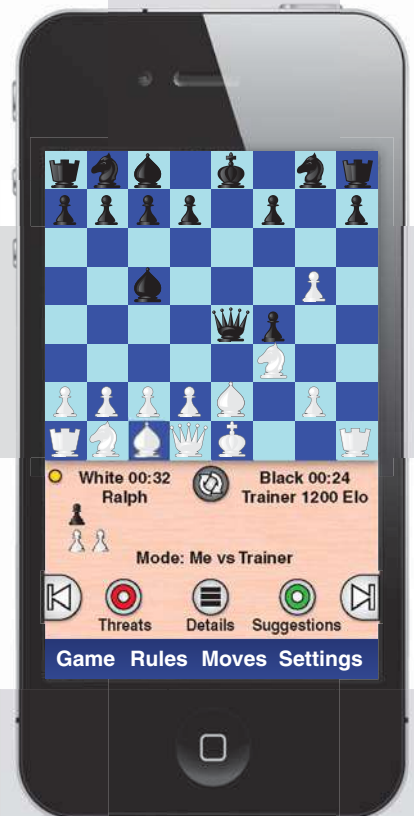 White 00:32
Ralph
Black 00:24
Trainer 1200 Elo
Mode: Me vs Trainer
Threats
Details
Suggestions
Game Rules Moves Settings